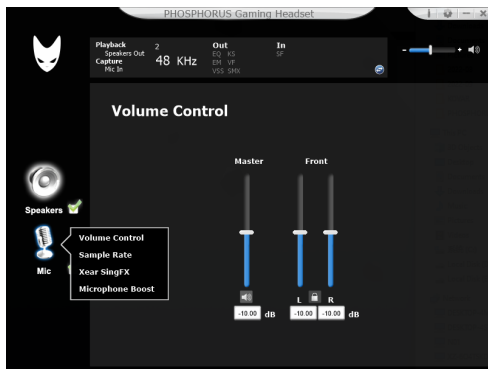 PHOSPHORUS Gaming Headset
i
Playback 2 Out In
Speakers Out EQ KS SF
Capture 48 KHz EM VF
Mic In VSS SMX
- +
Volume Control
Master Front
Speakers
Volume Control
Sample Rate
Mic
Xear SingFX
Microphone Boost
L R
-10.00 dB -10.00 -10.00 dB